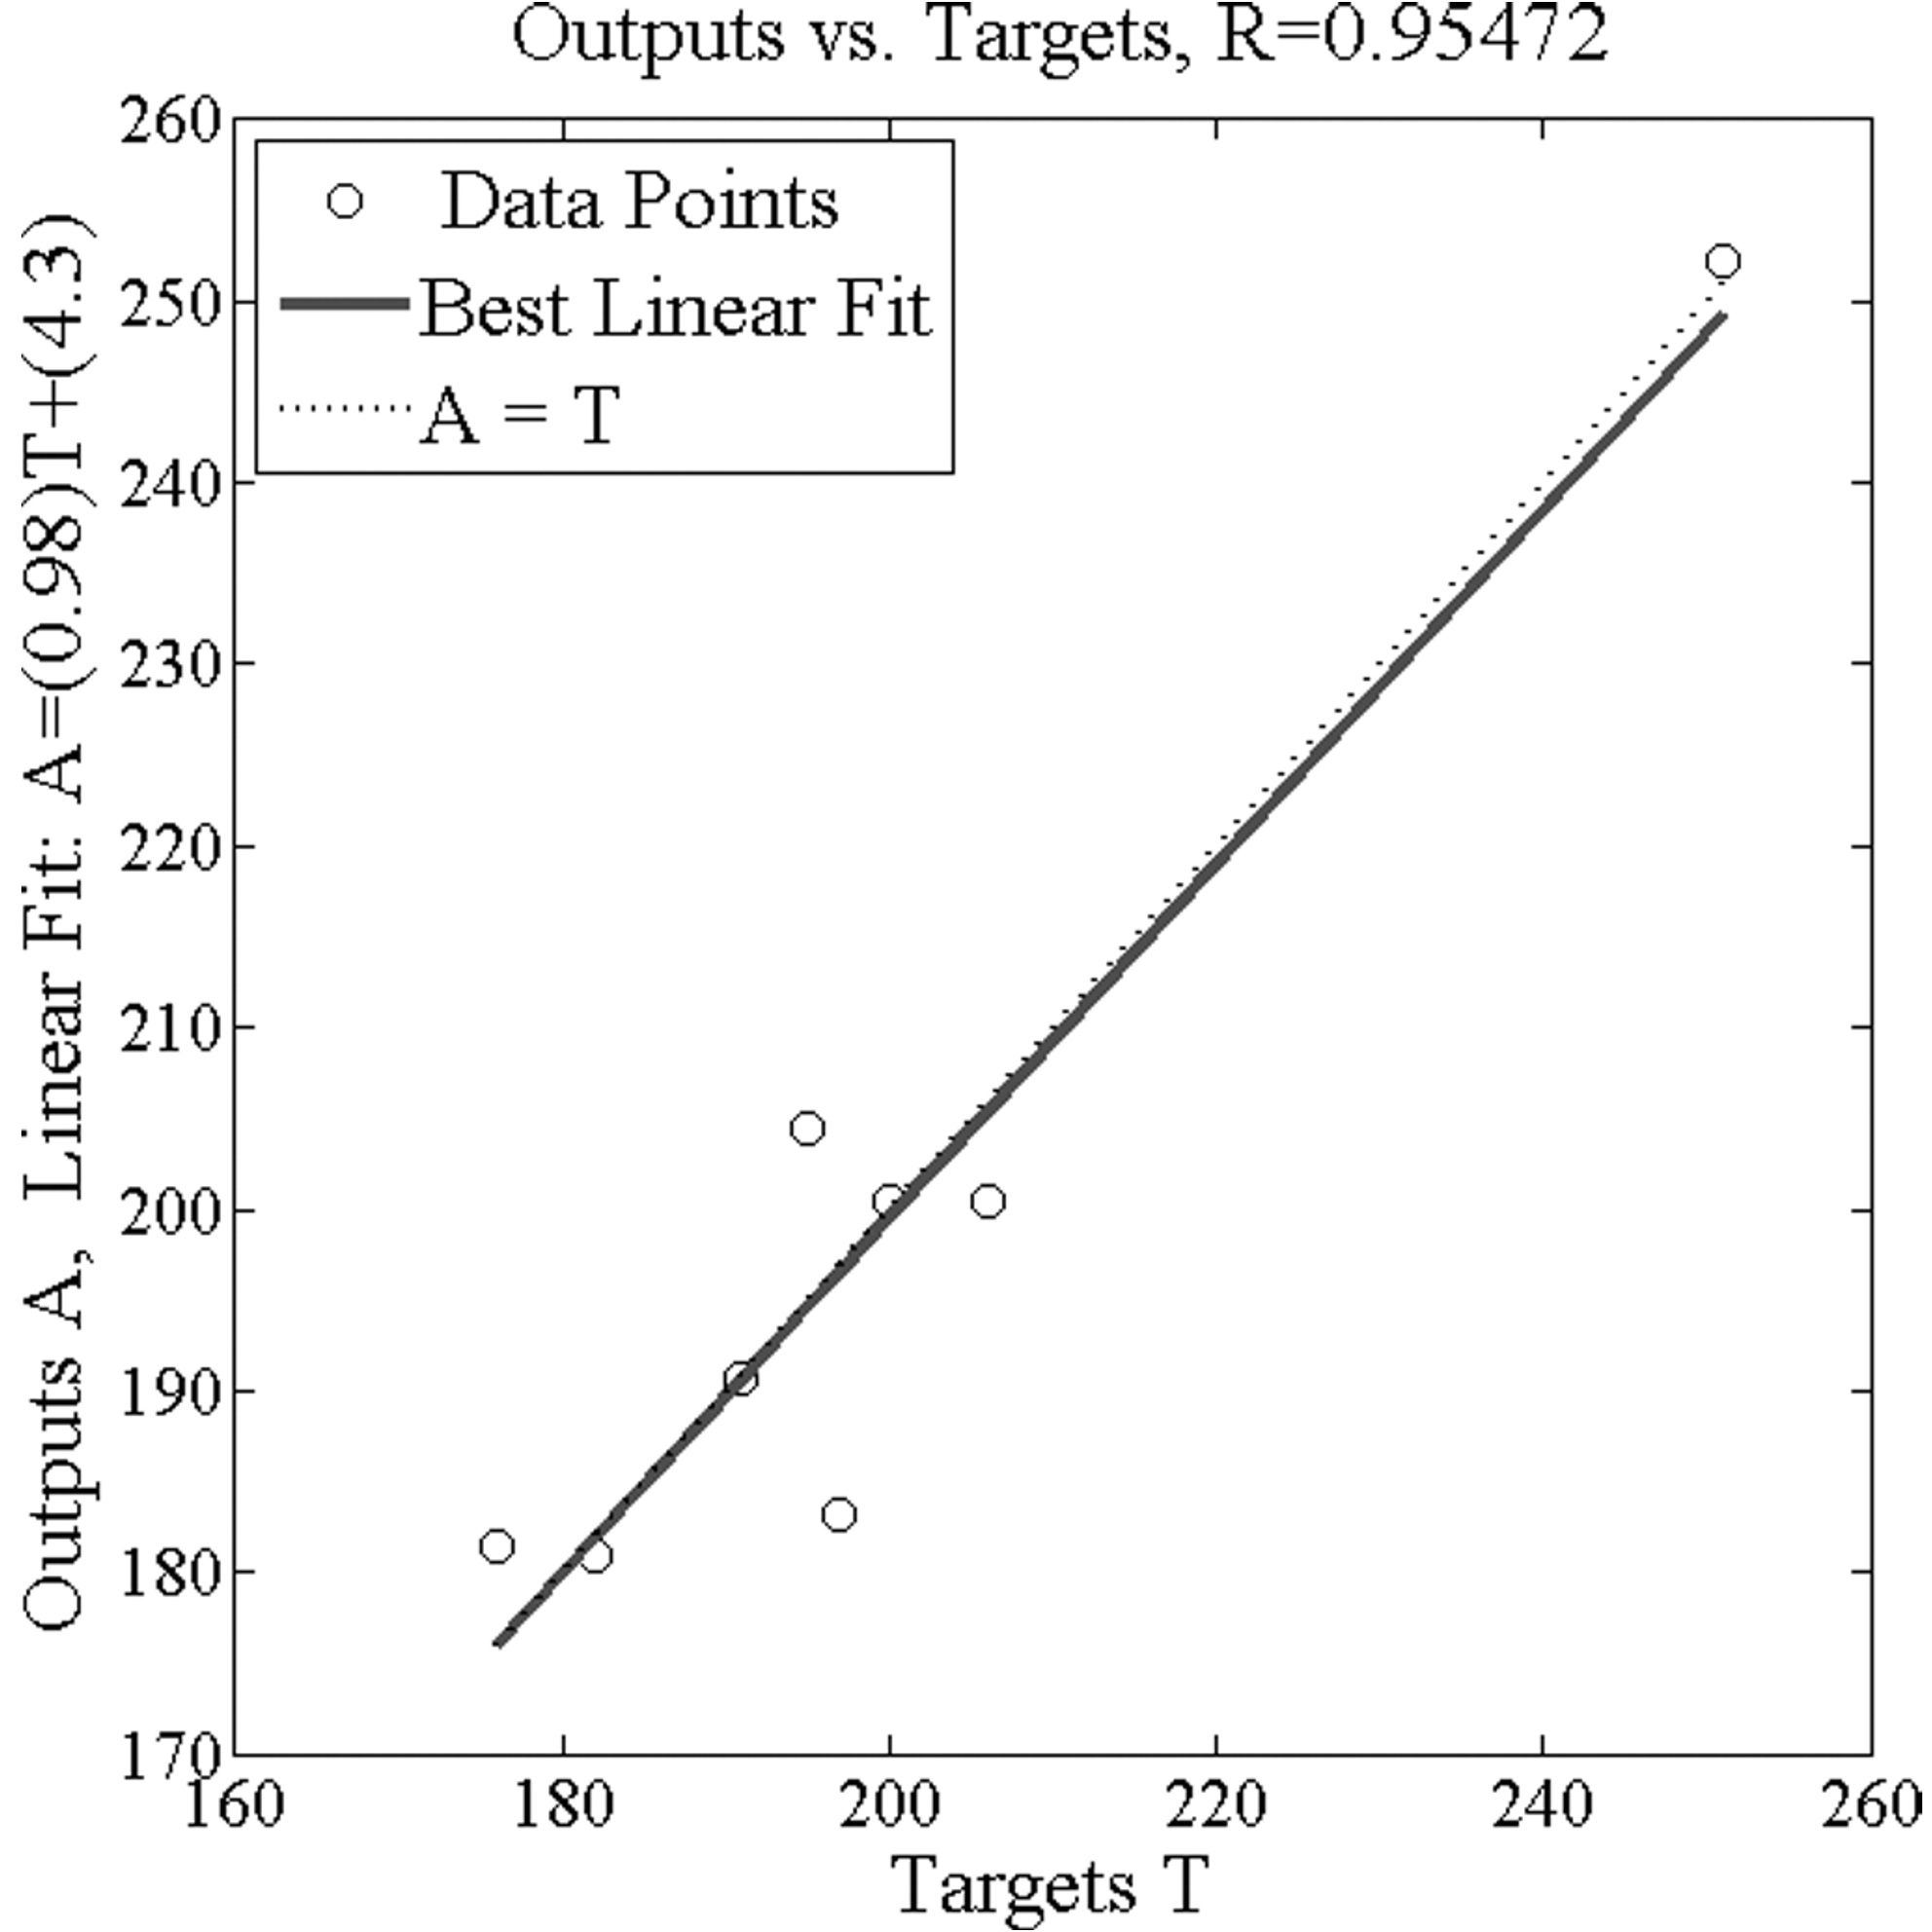 Outputs vs. Targets, R=0.95472
Data Points
Best Linear Fit
A = T
Outputs A, Linear Fit: A=(0.98)T+(4.3)
260
250
240
230
220
210
200
190
180
170
160 180 200 220 240 260
Targets T